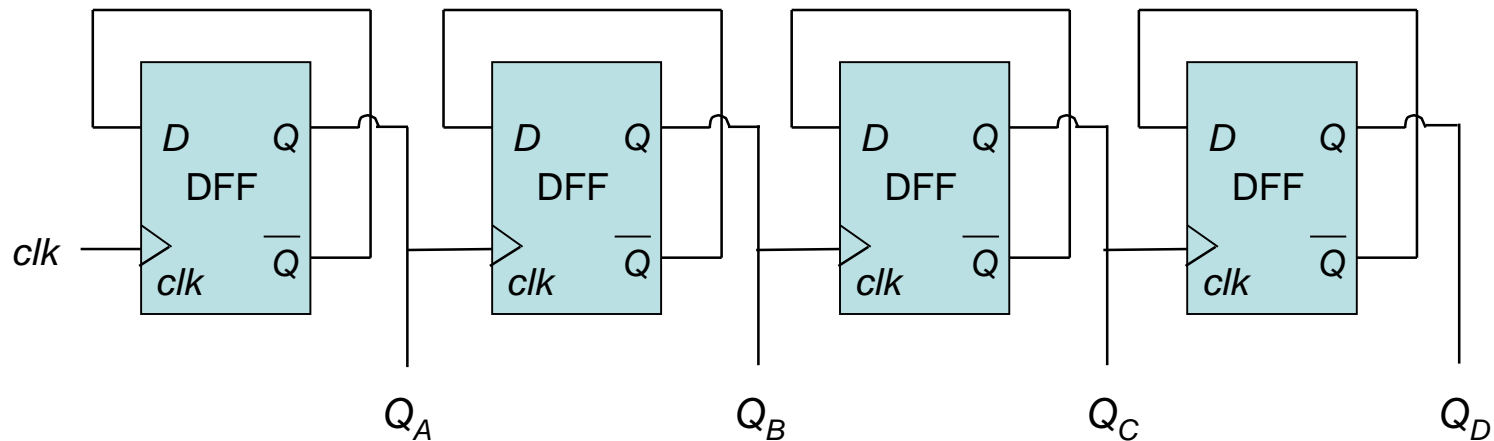 D Q D Q D Q D Q
DFF DFF DFF DFF
clk Q̅ Q̅ Q̅ Q̅
clk clk clk clk
Q_A Q_B Q_C Q_D